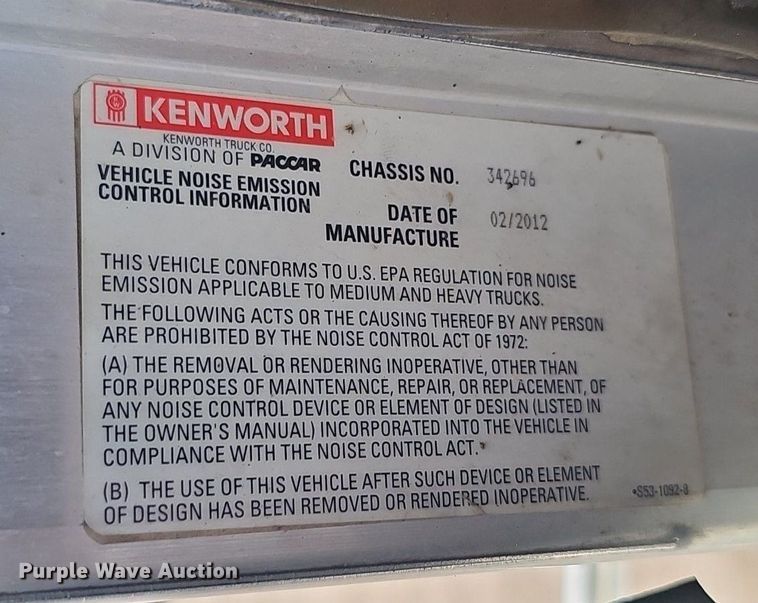 KENWORTH
KENWORTH TRUCK CO.
A DIVISION OF PACCAR
VEHICLE NOISE EMISSION
CONTROL INFORMATION
CHASSIS NO. 342696
DATE OF
MANUFACTURE
02/2012
THIS VEHICLE CONFORMS TO U.S. EPA REGULATION FOR NOISE
EMISSION APPLICABLE TO MEDIUM AND HEAVY TRUCKS.
THE FOLLOWING ACTS OR THE CAUSING THEREOF BY ANY PERSON
ARE PROHIBITED BY THE NOISE CONTROL ACT OF 1972:
(A) THE REMOVAL OR RENDERING INOPERATIVE, OTHER THAN
FOR PURPOSES OF MAINTENANCE, REPAIR, OR REPLACEMENT, OF
ANY NOISE CONTROL DEVICE OR ELEMENT OF DESIGN (LISTED IN
THE OWNER'S MANUAL) INCORPORATED INTO THE VEHICLE IN
COMPLIANCE WITH THE NOISE CONTROL ACT.
(B) THE USE OF THIS VEHICLE AFTER SUCH DEVICE OR ELEMENT
OF DESIGN HAS BEEN REMOVED OR RENDERED INOPERATIVE.
•S53-1092-8
Purple Wave Auction